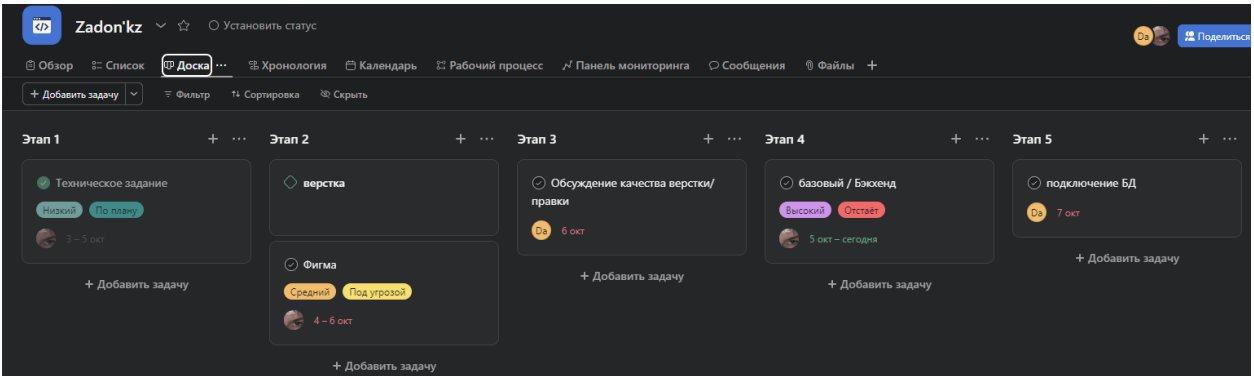 Zadon'kz
Установить статус
Da
Поделиться
Обзор
Список
Доска
Хронология
Календарь
Рабочий процесс
Панель мониторинга
Сообщения
Файлы
+ Добавить задачу
Фильтр
Сортировка
Скрыть
Этап 1
Техническое задание
Низкий
По плану
3 – 5 окт
+ Добавить задачу
Этап 2
верстка
Фигма
Средний
Под угрозой
4 – 6 окт
+ Добавить задачу
Этап 3
Обсуждение качества верстки/
правки
Da
6 окт
+ Добавить задачу
Этап 4
базовый / Бэкхенд
Высокий
Отстаёт
5 окт – сегодня
+ Добавить задачу
Этап 5
подключение БД
Da
7 окт
+ Добавить задачу